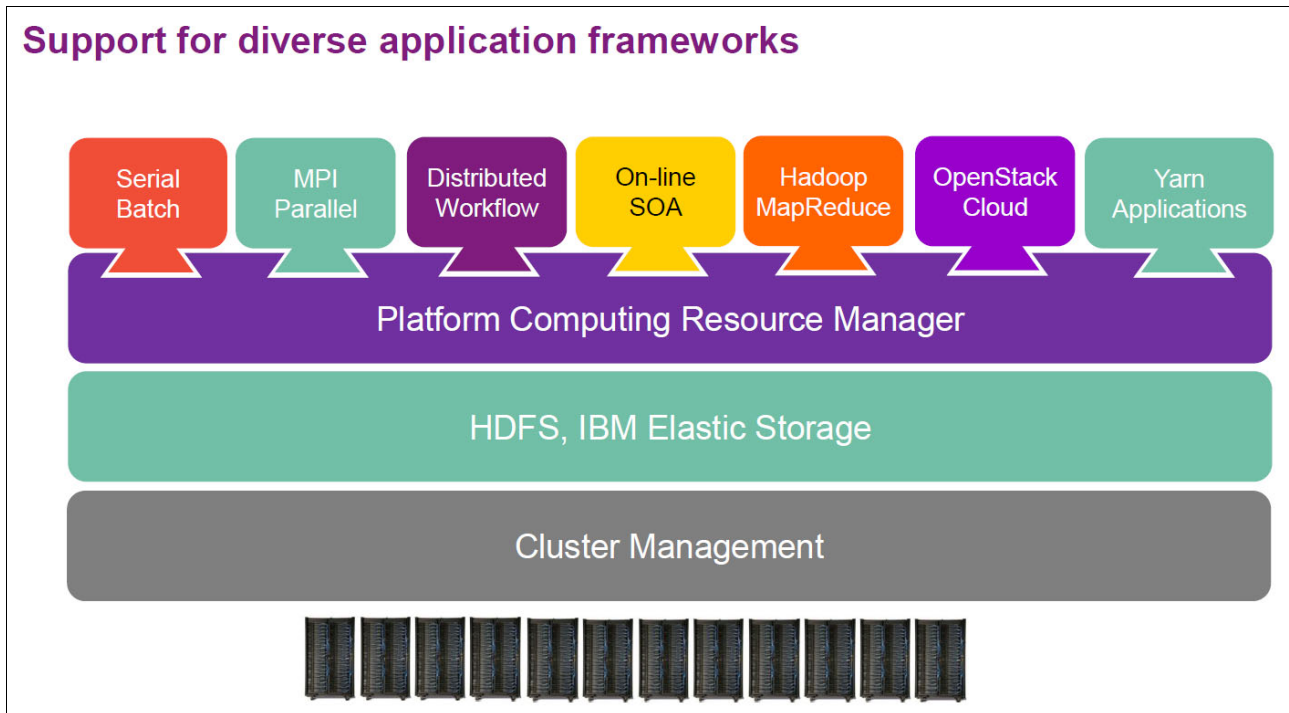 Support for diverse application frameworks
Serial
Batch
MPI
Parallel
Distributed
Workflow
On-line
SOA
Hadoop
MapReduce
OpenStack
Cloud
Yarn
Applications
Platform Computing Resource Manager
HDFS, IBM Elastic Storage
Cluster Management